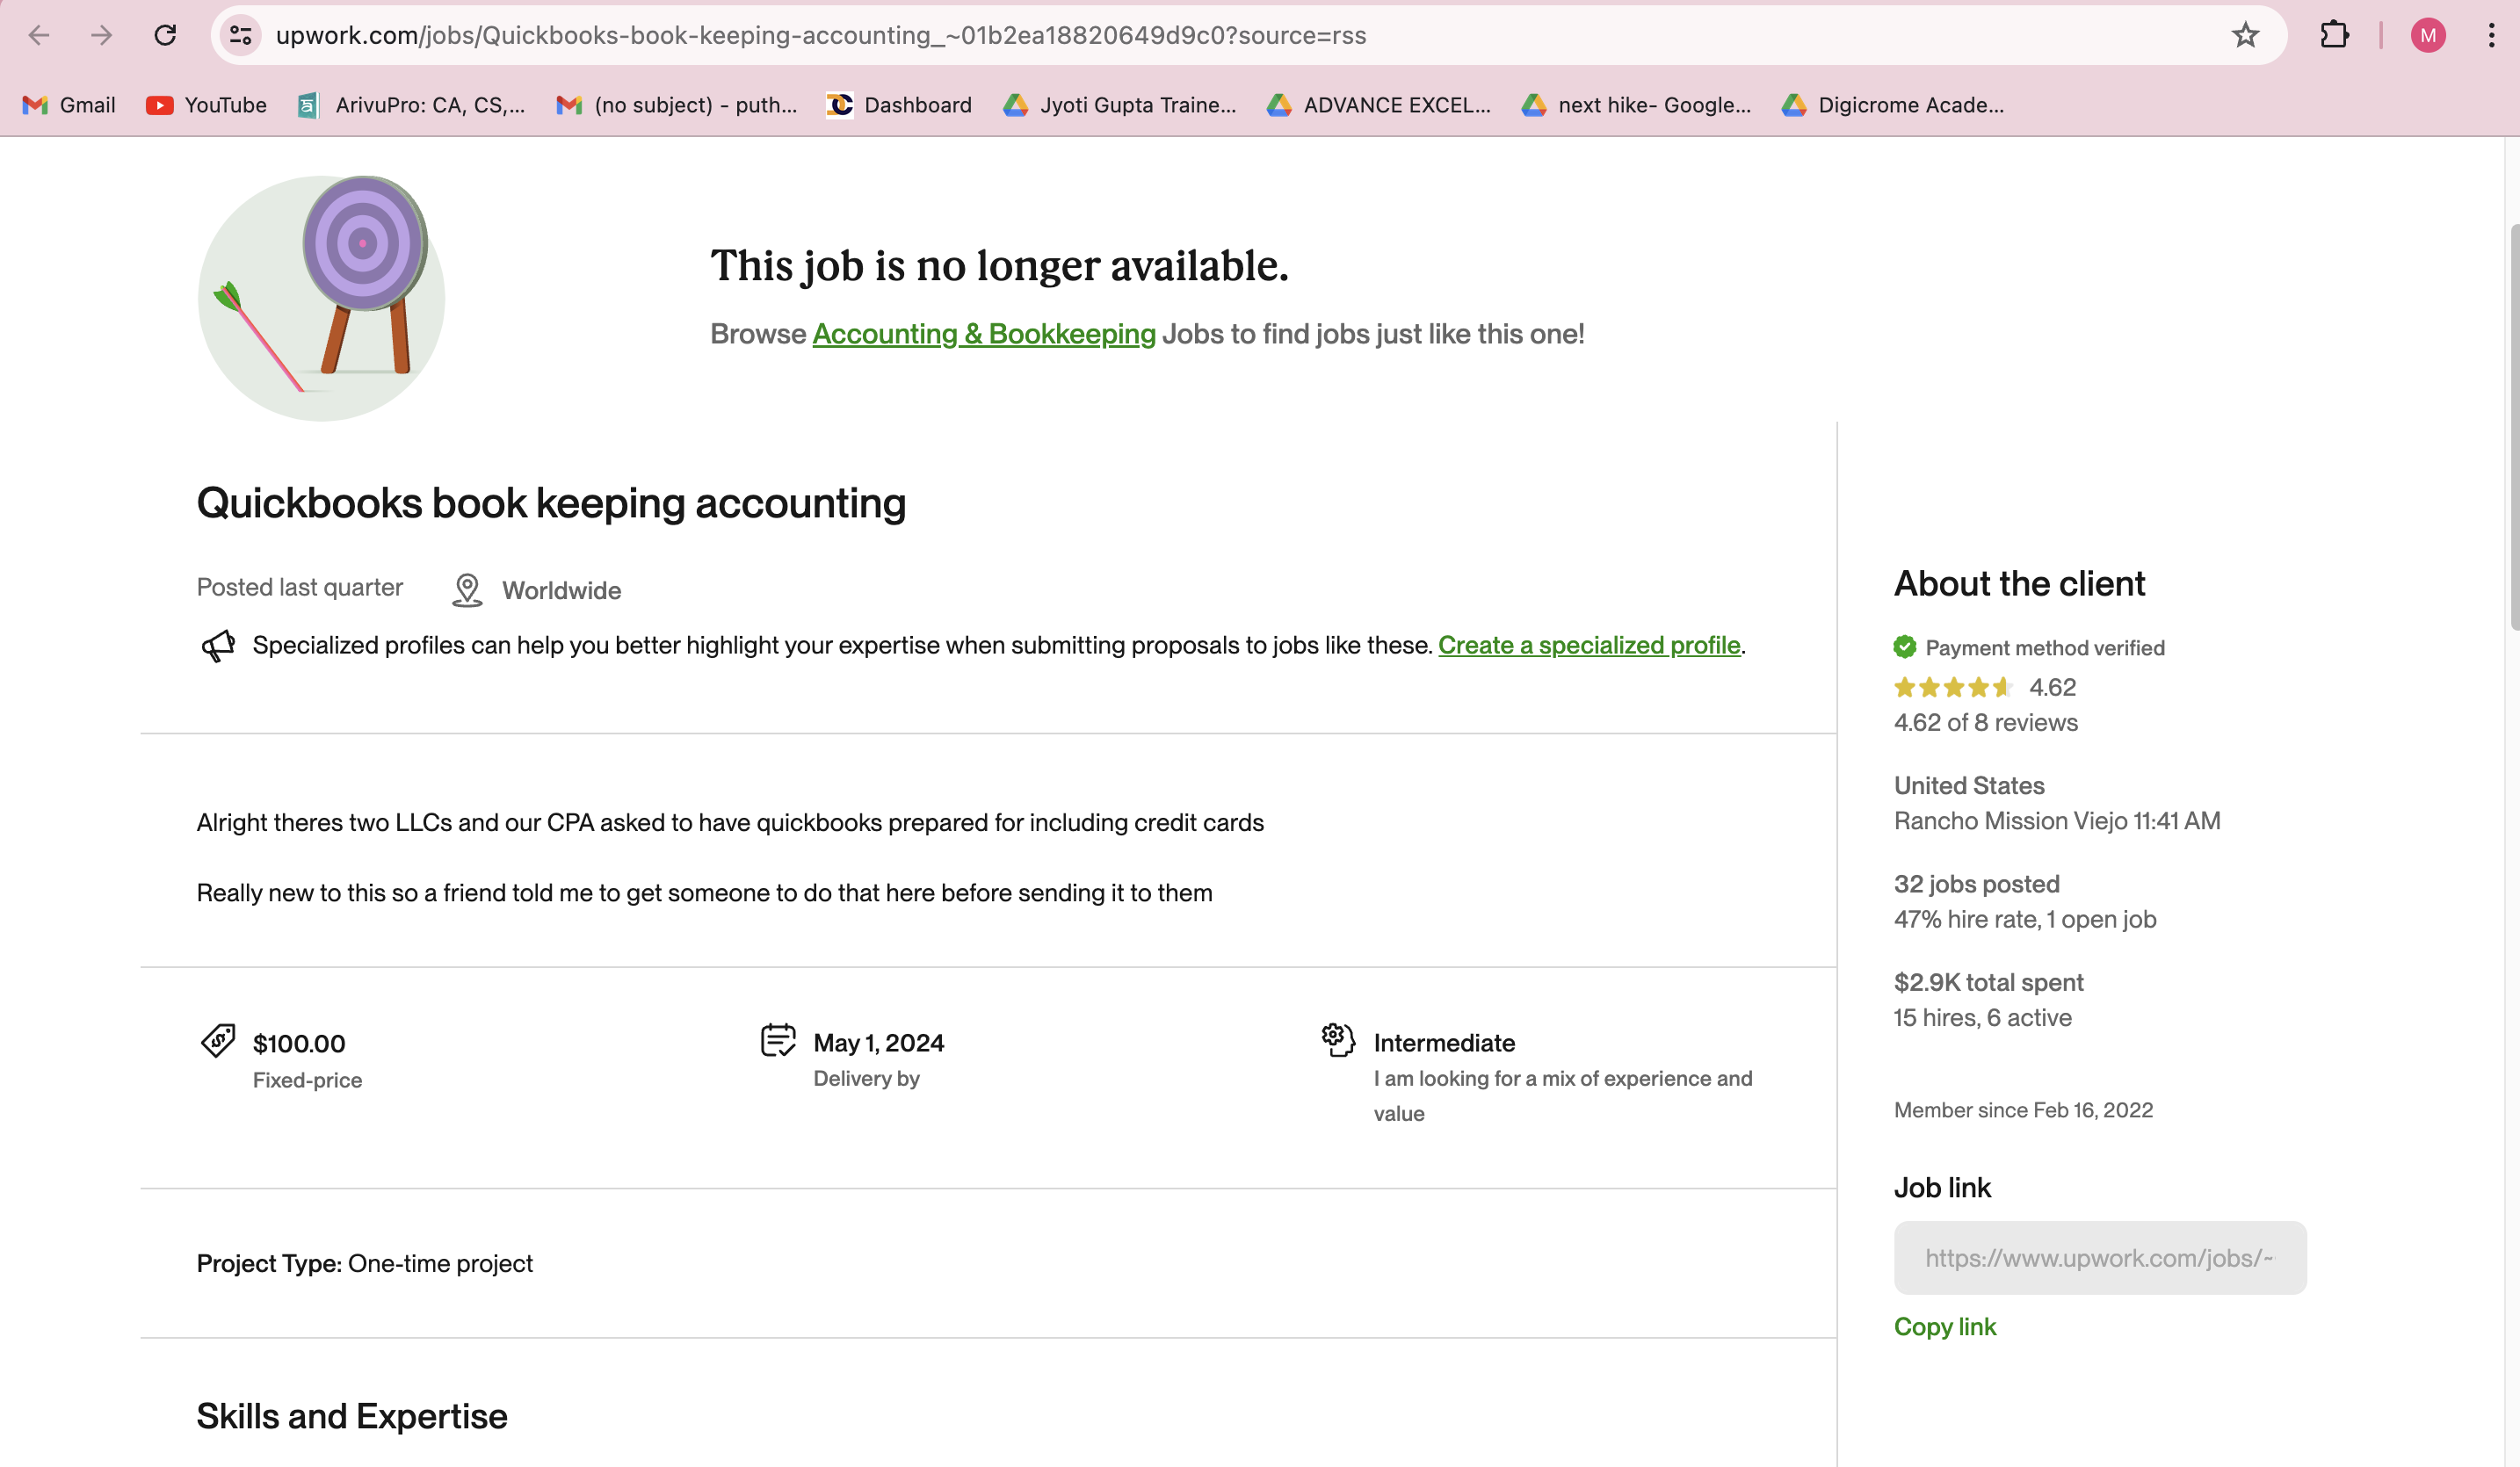 upwork.com/jobs/Quickbooks-book-keeping-accounting_~01b2ea18820649d9c0?source=rss
M
Gmail
YouTube
ArivuPro: CA, CS,...
(no subject) - puth...
Dashboard
Jyoti Gupta Traine...
ADVANCE EXCEL...
next hike- Google...
Digicrome Acade...
This job is no longer available.
Browse Accounting & Bookkeeping Jobs to find jobs just like this one!
Quickbooks book keeping accounting
Posted last quarter
Worldwide
Specialized profiles can help you better highlight your expertise when submitting proposals to jobs like these. Create a specialized profile.
Alright theres two LLCs and our CPA asked to have quickbooks prepared for including credit cards
Really new to this so a friend told me to get someone to do that here before sending it to them
$100.00
Fixed-price
May 1, 2024
Delivery by
Intermediate
I am looking for a mix of experience and
value
Project Type: One-time project
Skills and Expertise
About the client
Payment method verified
4.62
4.62 of 8 reviews
United States
Rancho Mission Viejo 11:41 AM
32 jobs posted
47% hire rate, 1 open job
$2.9K total spent
15 hires, 6 active
Member since Feb 16, 2022
Job link
https://www.upwork.com/jobs/~
Copy link